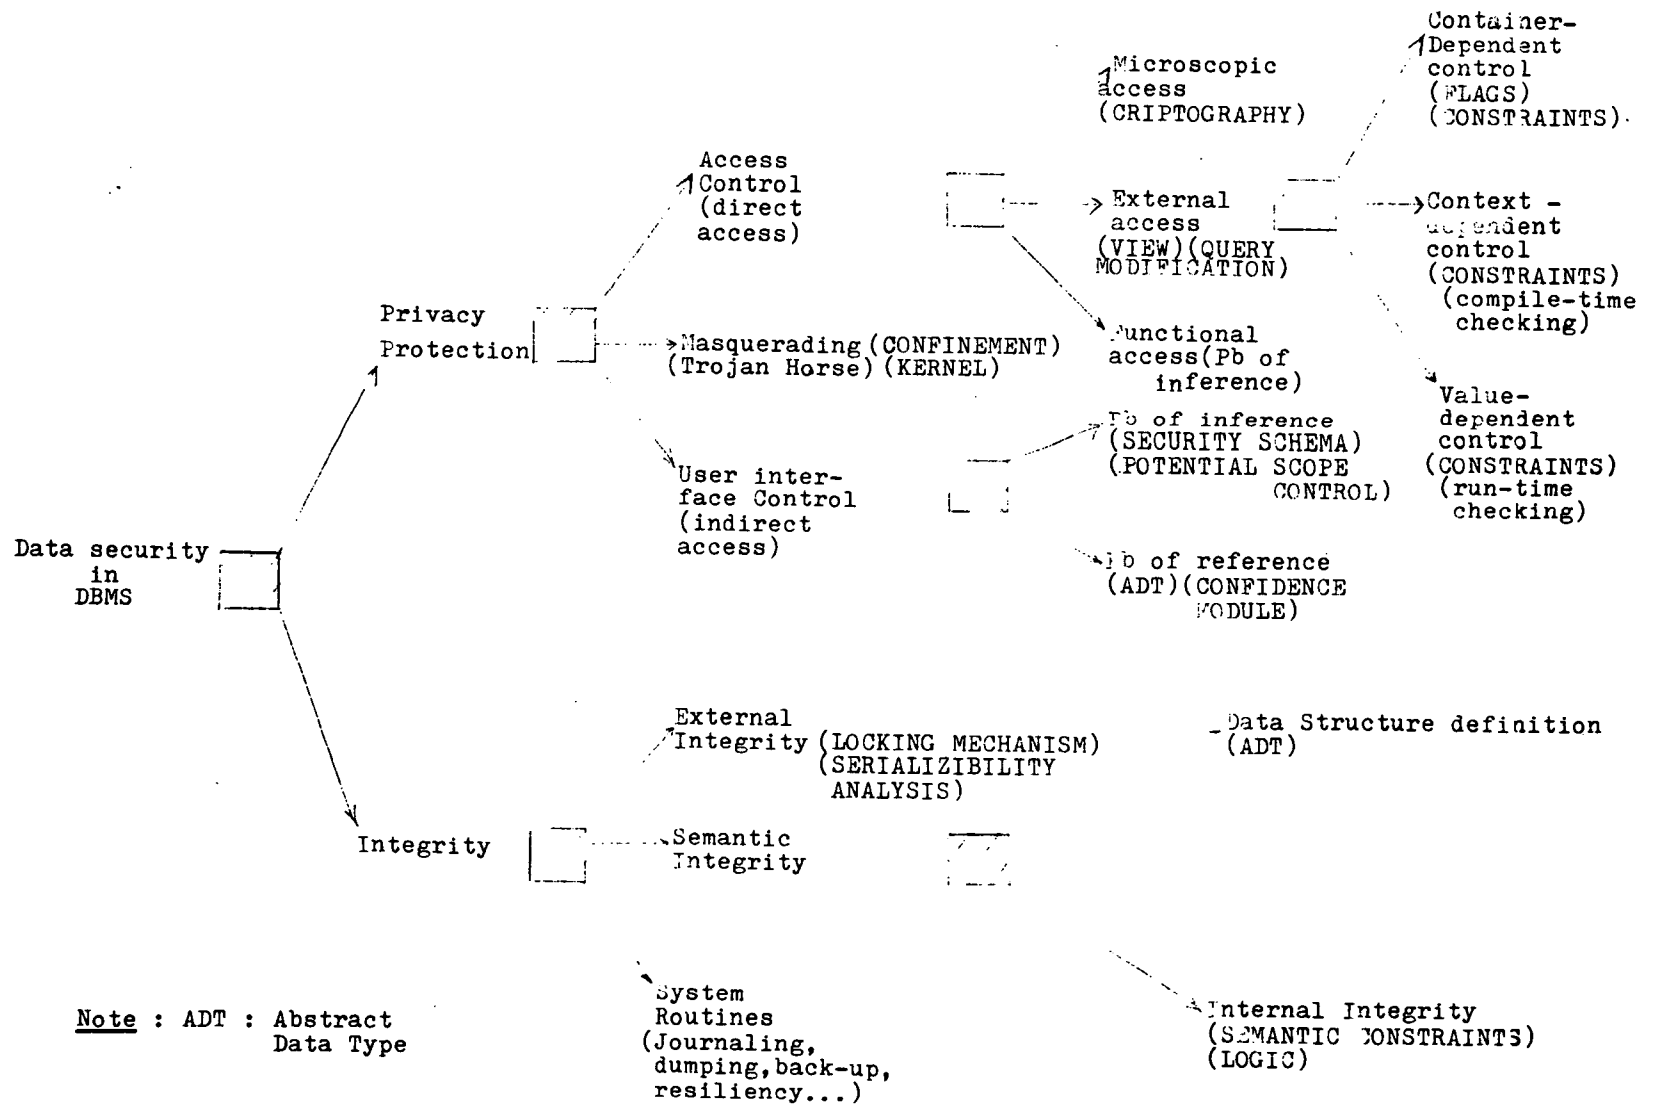 Container-
Dependent
control
(FLAGS)
(CONSTRAINTS).
Microscopic
access
(CRIPTOGRAPHY)
Access
Control
(direct
access)
External
access
(VIEW)(QUERY
MODIFICATION)
Context -
dependent
control
(CONSTRAINTS)
(compile-time
checking)
Privacy
Protection
Masquerading (CONFINEMENT)
(Trojan Horse) (KERNEL)
Functional
access(Pb of
inference)
Value-
dependent
control
(CONSTRAINTS)
(run-time
checking)
Pb of inference
(SECURITY SCHEMA)
(POTENTIAL SCOPE
CONTROL)
User inter-
face Control
(indirect
access)
Data security
in
DBMS
Pb of reference
(ADT)(CONFIDENCE
MODULE)
External
Integrity (LOCKING MECHANISM)
(SERIALIZIBILITY
ANALYSIS)
Data Structure definition
(ADT)
Integrity
Semantic
Integrity
System
Routines
(Journaling,
dumping,back-up,
resiliency...)
Internal Integrity
(SEMANTIC CONSTRAINTS)
(LOGIC)
Note : ADT : Abstract
Data Type